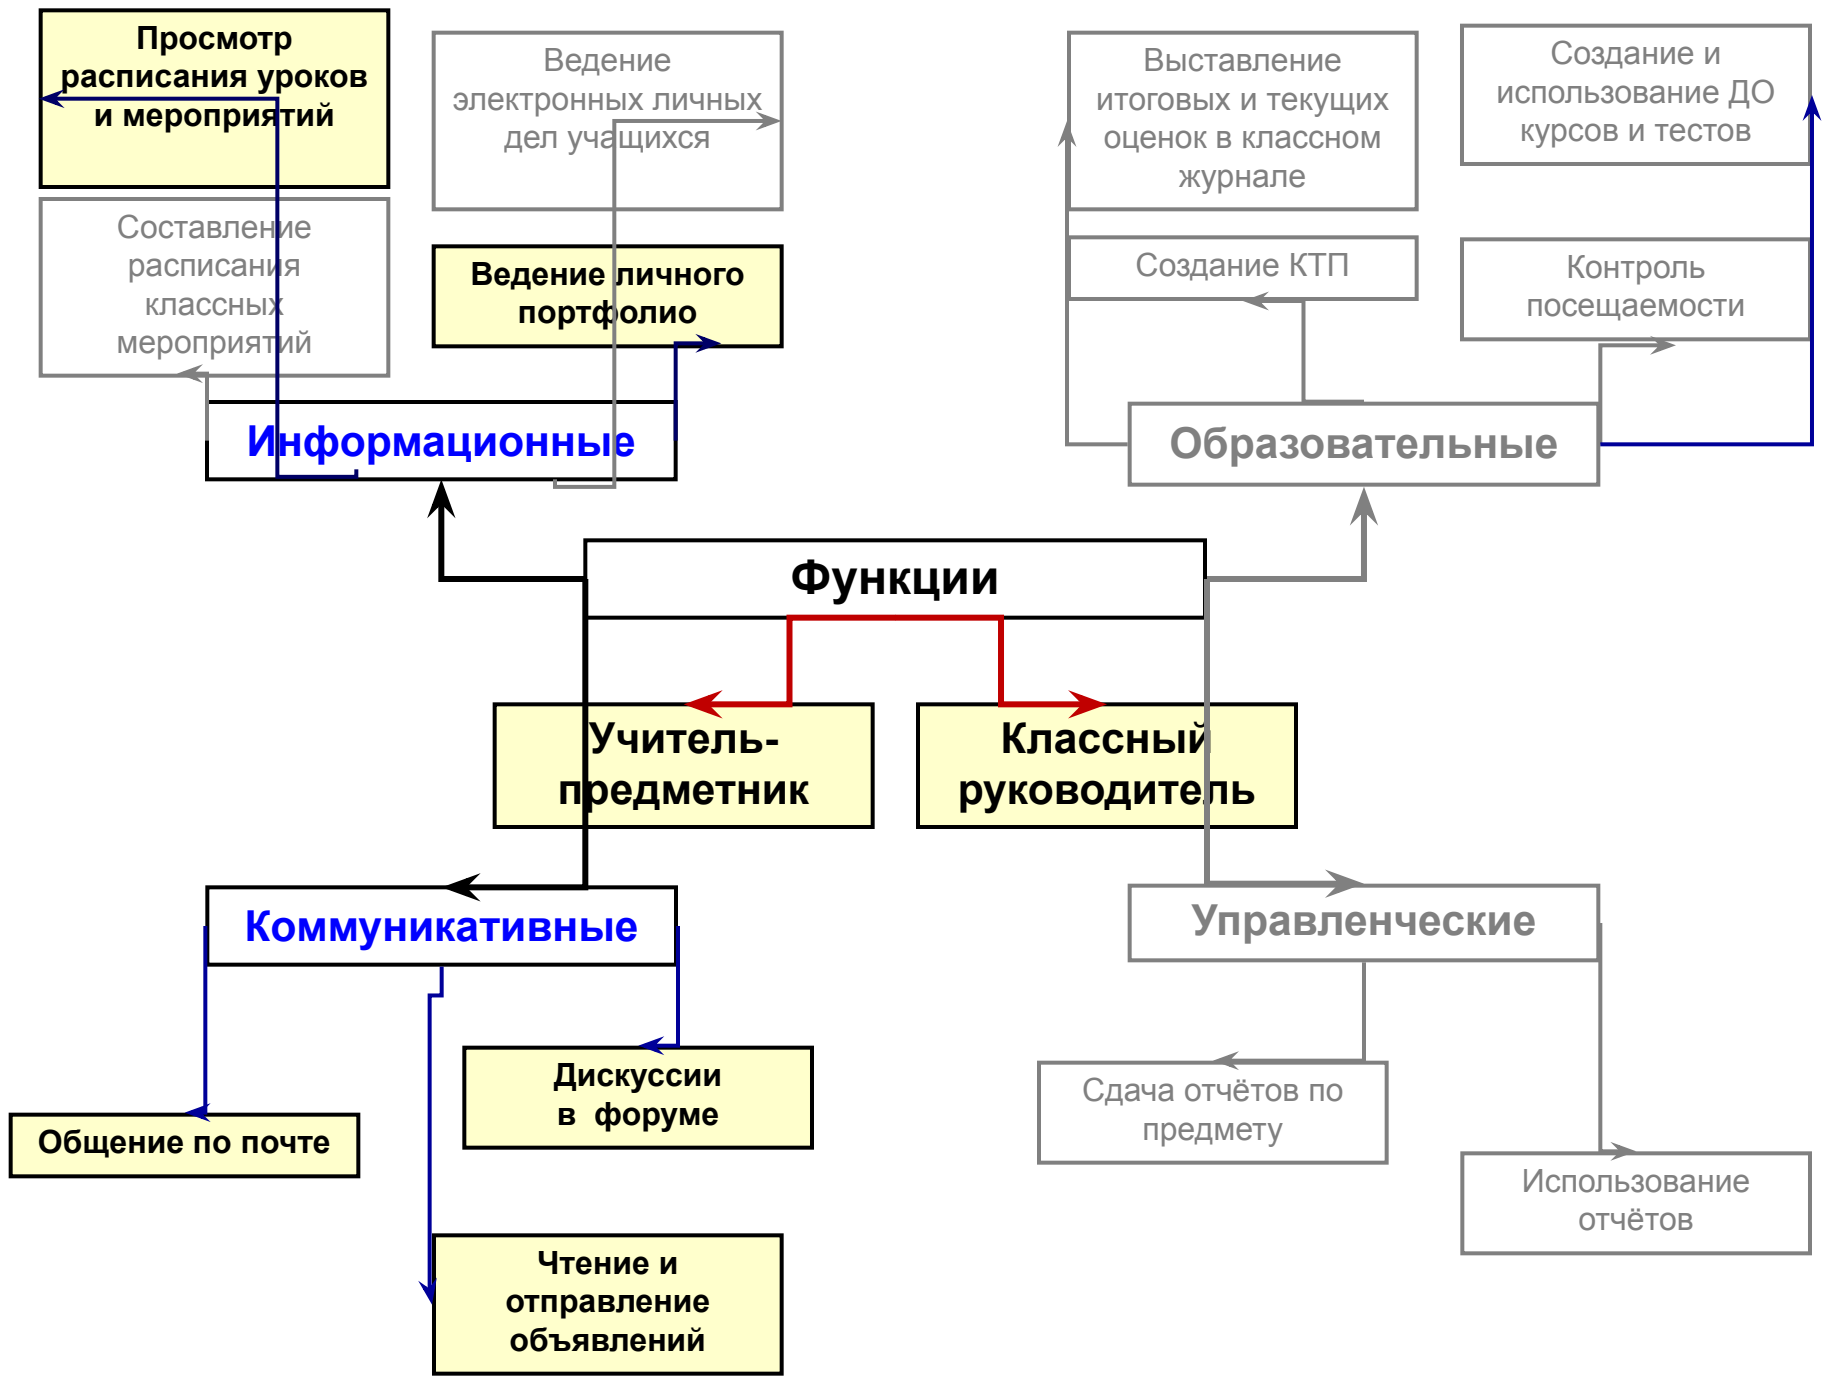 Просмотр
расписания уроков
и мероприятий
Ведение
электронных личных
дел учащихся
Выставление
итоговых и текущих
оценок в классном
журнале
Создание и
использование ДО
курсов и тестов
Составление
расписания
классных
мероприятий
Ведение личного
портфолио
Создание КТП
Контроль
посещаемости
Информационные
Образовательные
Функции
Учитель-
предметник
Классный
руководитель
Коммуникативные
Управленческие
Дискуссии
в  форуме
Сдача отчётов по
предмету
Общение по почте
Использование
отчётов
Чтение и
отправление
объявлений